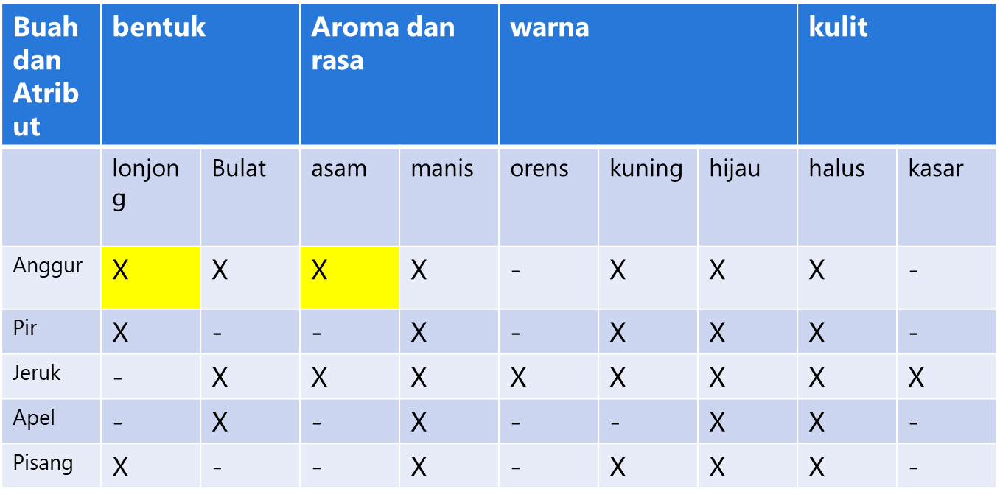 Buah dan Atribut bentuk Aroma dan rasa warna kulit
lonjong Bulat asam manis orens kuning hijau halus kasar
Anggur X X X X - X X X -
Pir X - - X - X X X -
Jeruk - X X X X X X X X
Apel - X - X - - X X -
Pisang X - - X - X X X -